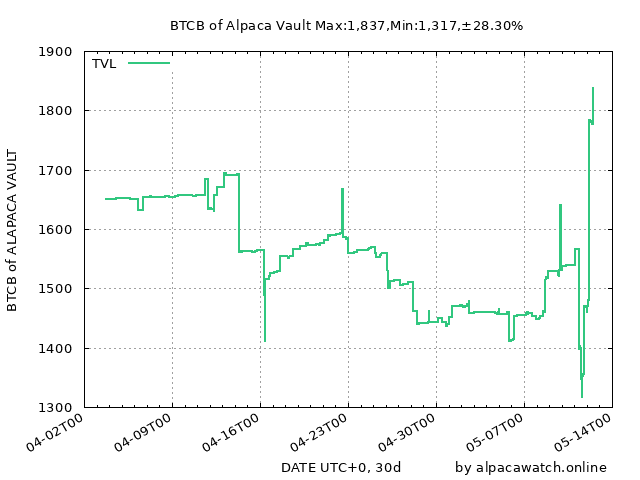 BTCB of Alpaca Vault Max:1,837,Min:1,317,±28.30%
TVL
BTCB of ALAPACA VAULT
1900
1800
1700
1600
1500
1400
1300
04-02T00
04-09T00
04-16T00
04-23T00
04-30T00
05-07T00
05-14T00
DATE UTC+0, 30d
by alpacawatch.online